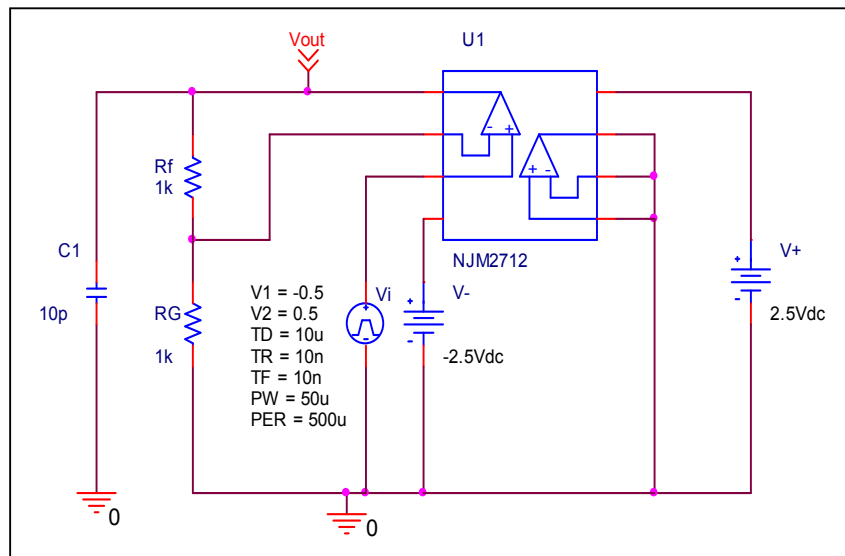 Vout
U1
Rf
1k
C1
10p
RG
1k
V1 = -0.5
V2 = 0.5
TD = 10u
TR = 10n
TF = 10n
PW = 50u
PER = 500u
Vi
+
-
NJM2712
-
+
+
-
V-
+
-
-2.5Vdc
V+
+
-
2.5Vdc
0
0